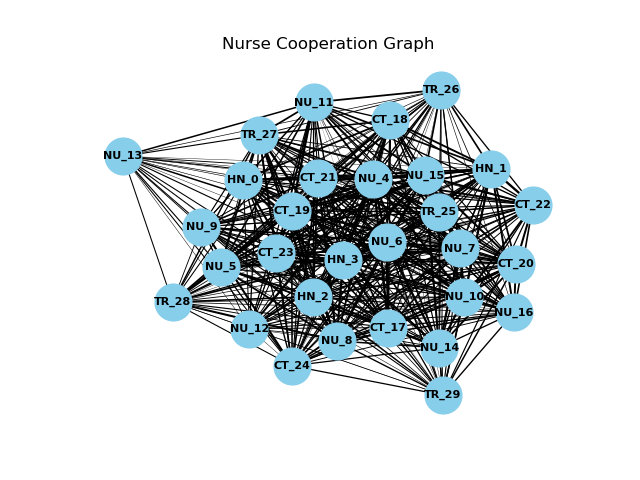 Nurse Cooperation Graph
TR_26
NU_11
CT_18
TR_27
NU_13
HN_1
NU_15
CT_21
NU_4
HN_0
CT_22
CT_19
TR_25
NU_9
NU_6
NU_7
CT_23
HN_3
CT_20
NU_5
HN_2
NU_10
TR_28
NU_16
CT_17
NU_12
NU_8
NU_14
CT_24
TR_29